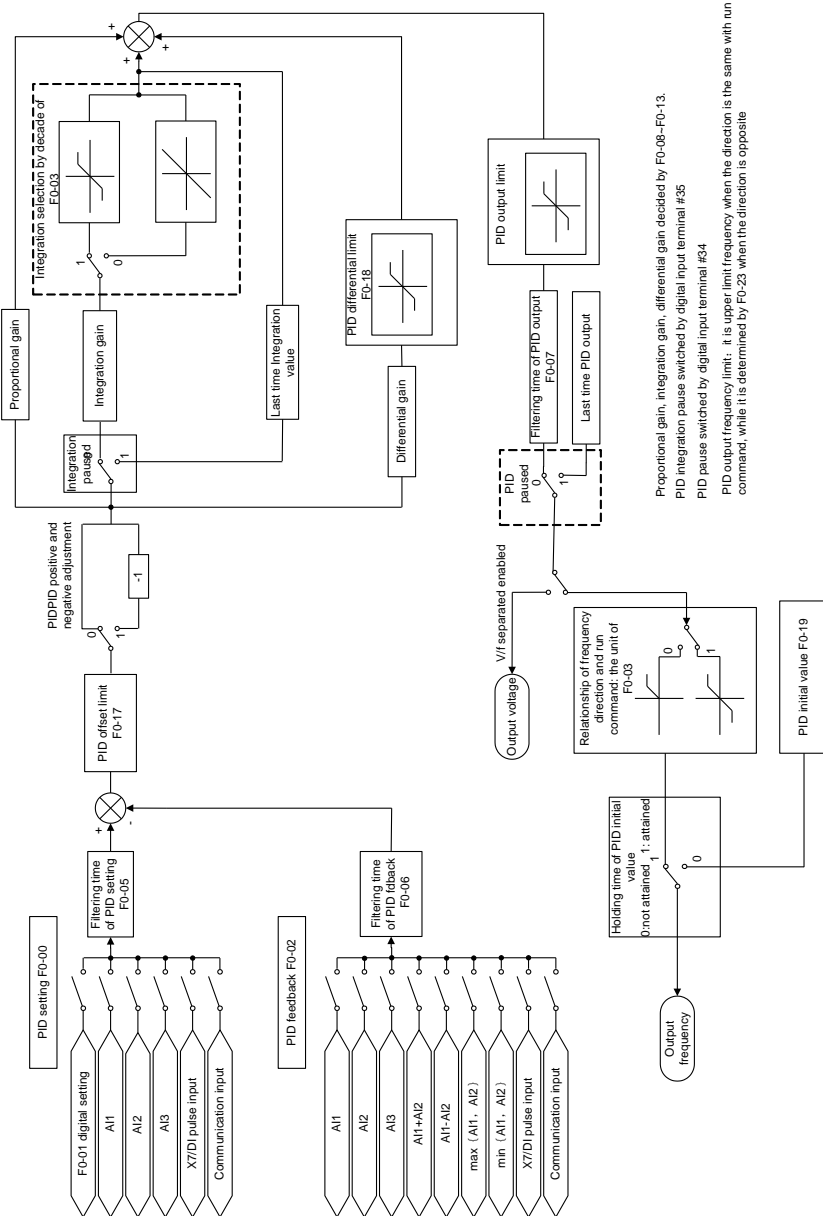 PID setting F0-00
F0-01 digital setting
AI1
AI2
AI3
X7/DI pulse input
Communication input
Filtering time
of PID setting
F0-05
PID feedback F0-02
AI1
AI2
AI3
AI1+AI2
AI1-AI2
max（AI1，AI2）
min（AI1，AI2）
X7/DI pulse input
Communication input
Filtering time
of PID fdback
F0-06
+
-
PID offset limit
F0-17
PIDPID positive and
negative adjustment
0
1
-1
Integration
paused
0
1
Proportional gain
Integration gain
Last time Integration
value
Differential gain
Integration selection by decade of
F0-03
1
0
PID differential limit
F0-18
+
+
+
PID output limit
Filtering time of PID output
F0-07
Last time PID output
PID
paused
0
1
V/f separated enabled
Output voltage
Relationship of frequency
direction and run
command: the unit of
F0-03
0
1
PID initial value F0-19
Holding time of PID initial
value
0:not attained 1: attained
1
0
Output
frequency
Proportional gain, integration gain, differential gain decided by F0-08~F0-13.
PID integration pause switched by digital input terminal #35
PID pause switched by digital input terminal #34
PID output frequency limit：it is upper limit frequency when the direction is the same with run
command, while it is determined by F0-23 when the direction is opposite